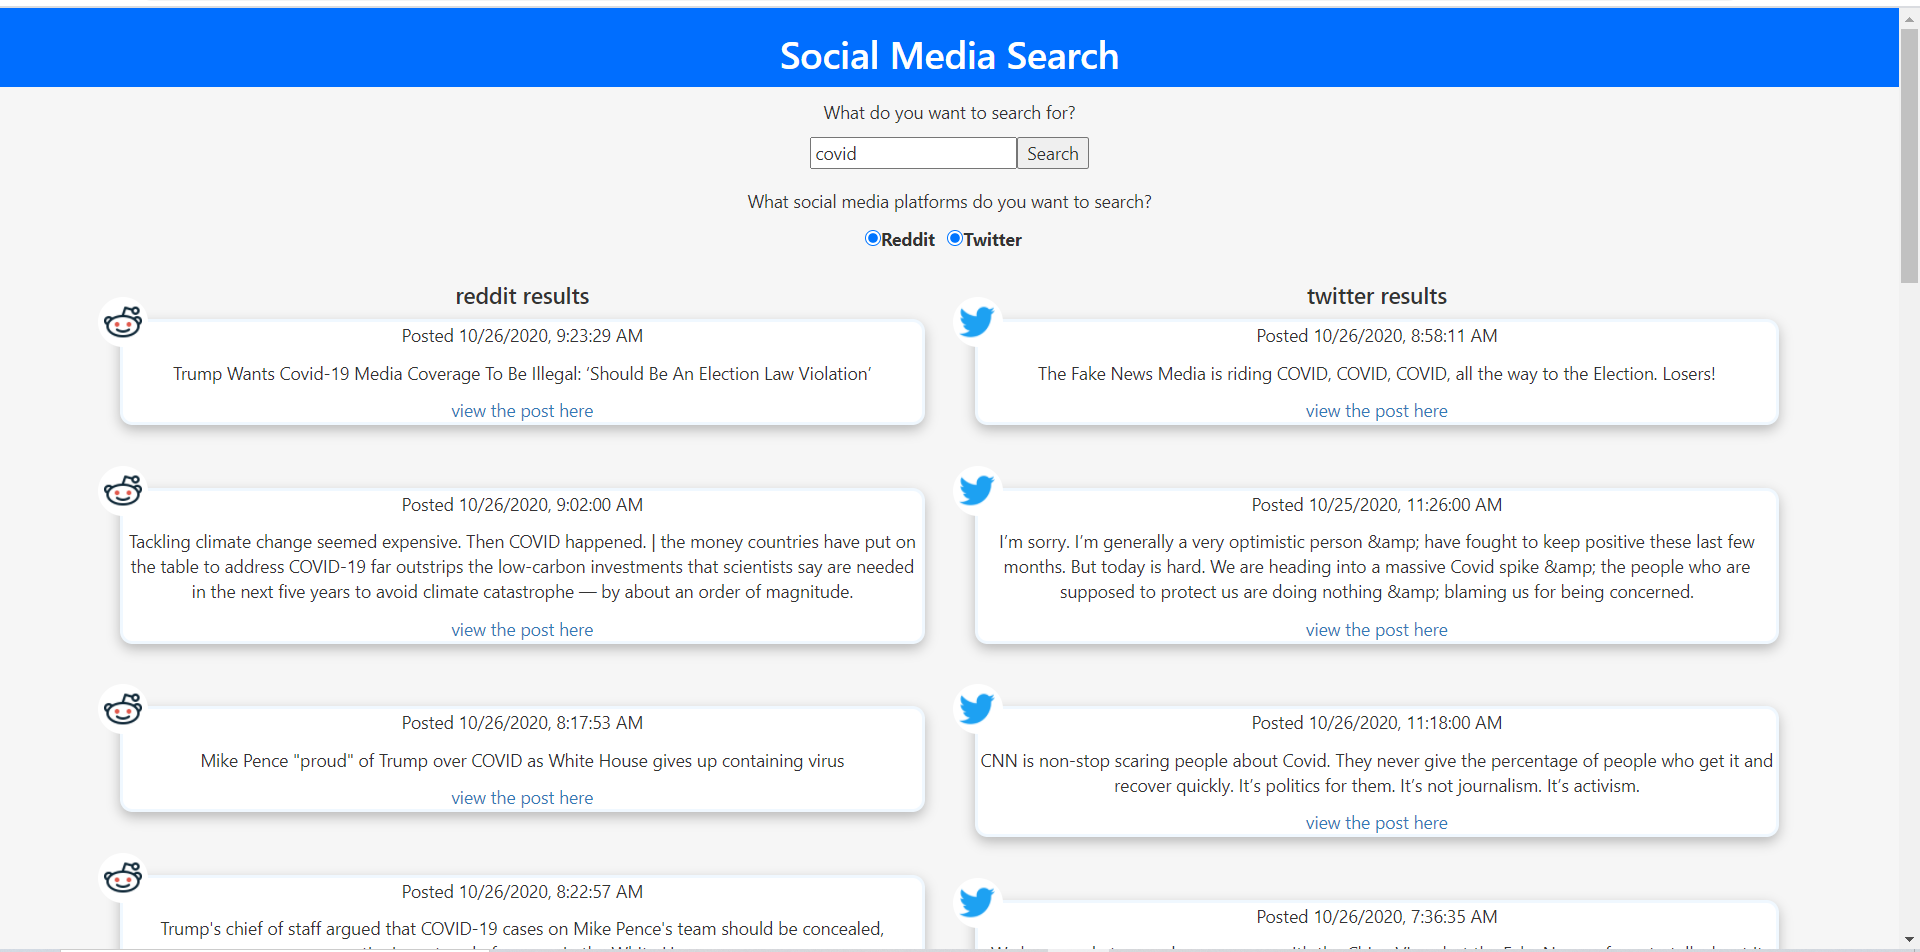 Social Media Search
What do you want to search for?
covid Search
What social media platforms do you want to search?
Reddit Twitter
reddit results
Posted 10/26/2020, 9:23:29 AM
Trump Wants Covid-19 Media Coverage To Be Illegal: ‘Should Be An Election Law Violation’
view the post here
Posted 10/26/2020, 9:02:00 AM
Tackling climate change seemed expensive. Then COVID happened. | the money countries have put on
the table to address COVID-19 far outstrips the low-carbon investments that scientists say are needed
in the next five years to avoid climate catastrophe — by about an order of magnitude.
view the post here
Posted 10/26/2020, 8:17:53 AM
Mike Pence "proud" of Trump over COVID as White House gives up containing virus
view the post here
Posted 10/26/2020, 8:22:57 AM
Trump's chief of staff argued that COVID-19 cases on Mike Pence's team should be concealed,
twitter results
Posted 10/26/2020, 8:58:11 AM
The Fake News Media is riding COVID, COVID, COVID, all the way to the Election. Losers!
view the post here
Posted 10/25/2020, 11:26:00 AM
I’m sorry. I’m generally a very optimistic person &amp; have fought to keep positive these last few
months. But today is hard. We are heading into a massive Covid spike &amp; the people who are
supposed to protect us are doing nothing &amp; blaming us for being concerned.
view the post here
Posted 10/26/2020, 11:18:00 AM
CNN is non-stop scaring people about Covid. They never give the percentage of people who get it and
recover quickly. It’s politics for them. It’s not journalism. It’s activism.
view the post here
Posted 10/26/2020, 7:36:35 AM